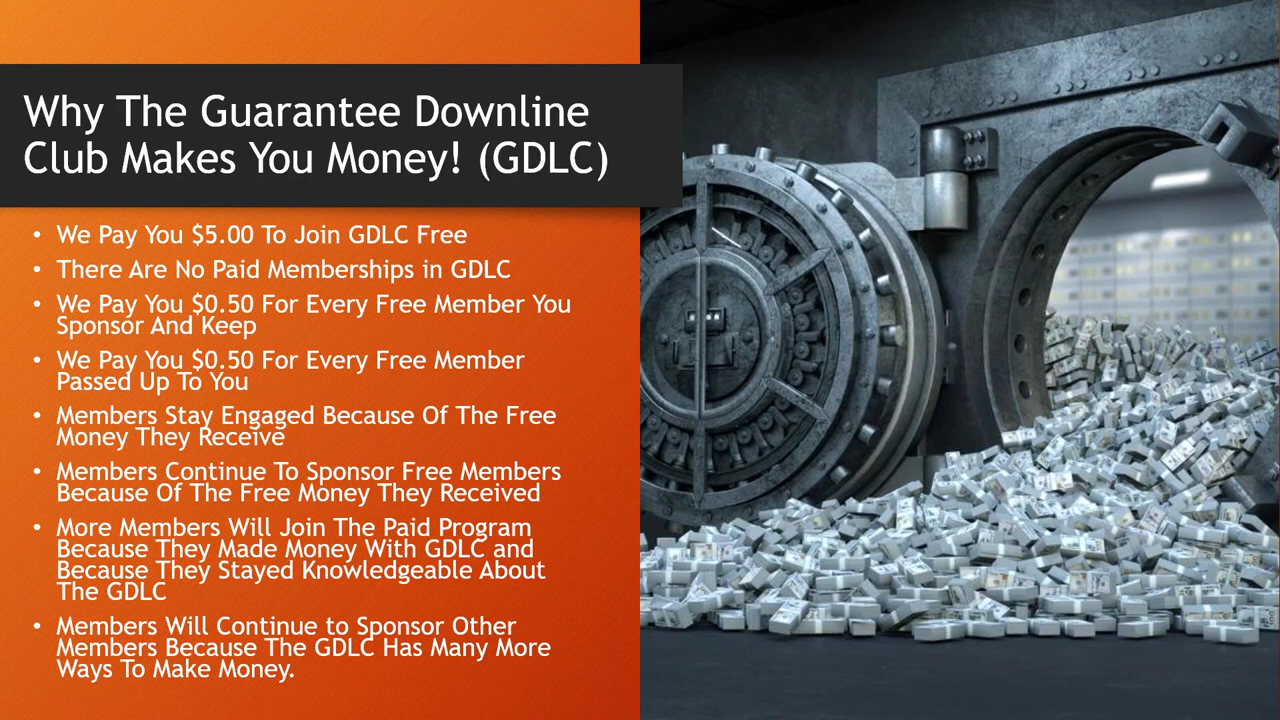 Why The Guarantee Downline
Club Makes You Money! (GDLC)
• We Pay You $5.00 To Join GDLC Free
• There Are No Paid Memberships in GDLC
• We Pay You $0.50 For Every Free Member You
Sponsor And Keep
• We Pay You $0.50 For Every Free Member
Passed Up To You
• Members Stay Engaged Because Of The Free
Money They Receive
• Members Continue To Sponsor Free Members
Because Of The Free Money They Received
• More Members Will Join The Paid Program
Because They Made Money With GDLC and
Because They Stayed Knowledgeable About
The GDLC
• Members Will Continue to Sponsor Other
Members Because The GDLC Has Many More
Ways To Make Money.